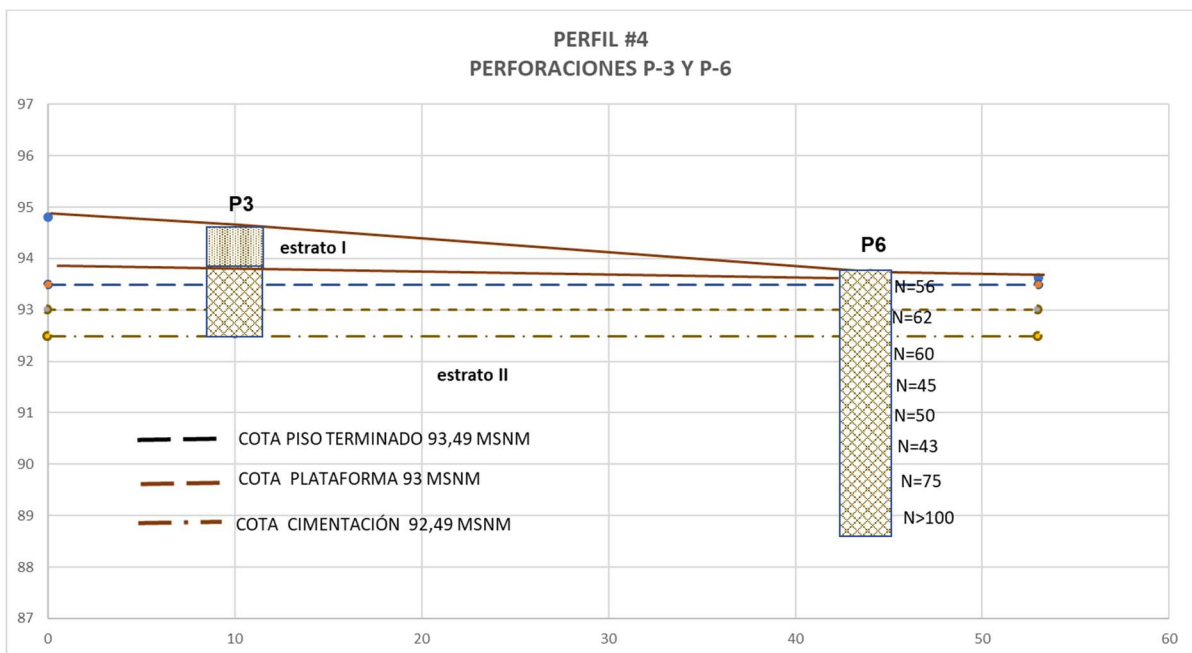 PERFIL #4
PERFORACIONES P-3 Y P-6
97
96
95
94
93
92
91
90
89
88
87
P3
estrato I
P6
N=56
N=62
N=60
estrato II
N=45
N=50
N=43
N=75
N>100
COTA PISO TERMINADO 93,49 MSNM
COTA PLATAFORMA 93 MSNM
COTA CIMENTACIÓN 92,49 MSNM
0
10
20
30
40
50
60